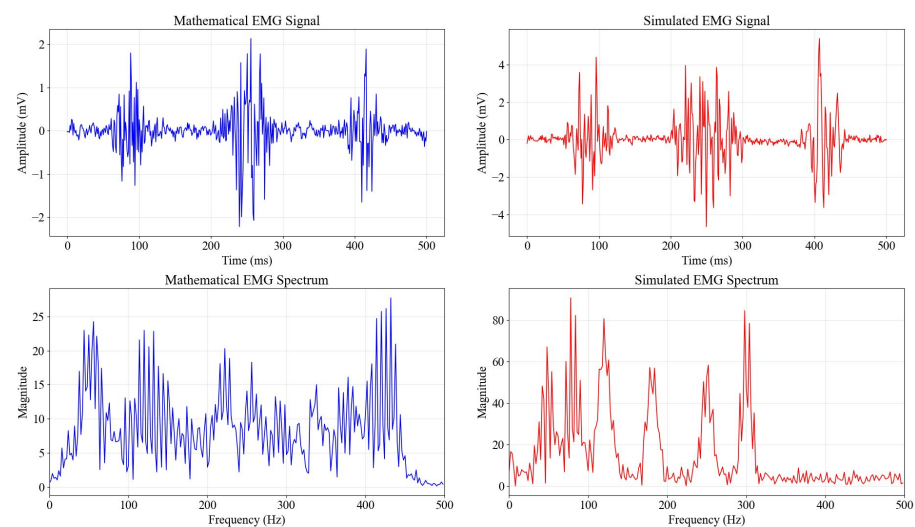 Mathematical EMG Signal
Amplitude (mV)
2
1
0
−1
−2
0 100 200 300 400 500
Time (ms)
Simulated EMG Signal
Amplitude (mV)
4
2
0
−2
−4
0 100 200 300 400 500
Time (ms)
Mathematical EMG Spectrum
Magnitude
25
20
15
10
5
0
0 100 200 300 400 500
Frequency (Hz)
Simulated EMG Spectrum
Magnitude
80
60
40
20
0
0 100 200 300 400 500
Frequency (Hz)